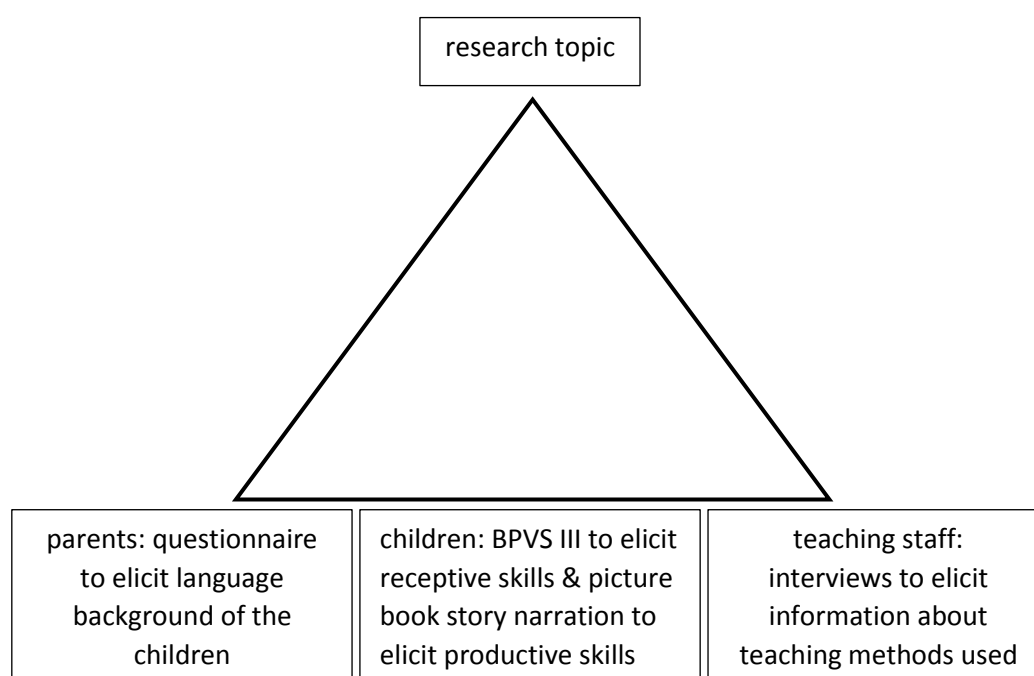 research topic
parents: questionnaire
to elicit language
background of the
children
children: BPVS III to elicit
receptive skills & picture
book story narration to
elicit productive skills
teaching staff:
interviews to elicit
information about
teaching methods used